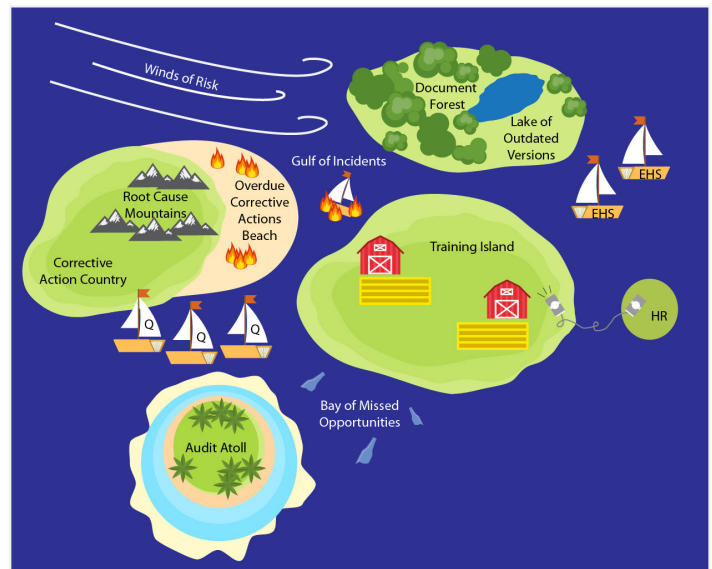 Winds of Risk
Document
Forest
Lake of
Outdated
Versions
Gulf of Incidents
EHS
EHS
Root Cause
Mountains
Overdue
Corrective
Actions
Beach
Corrective
Action Country
Training Island
HR
Q
Q
Q
Bay of Missed
Opportunities
Audit Atoll